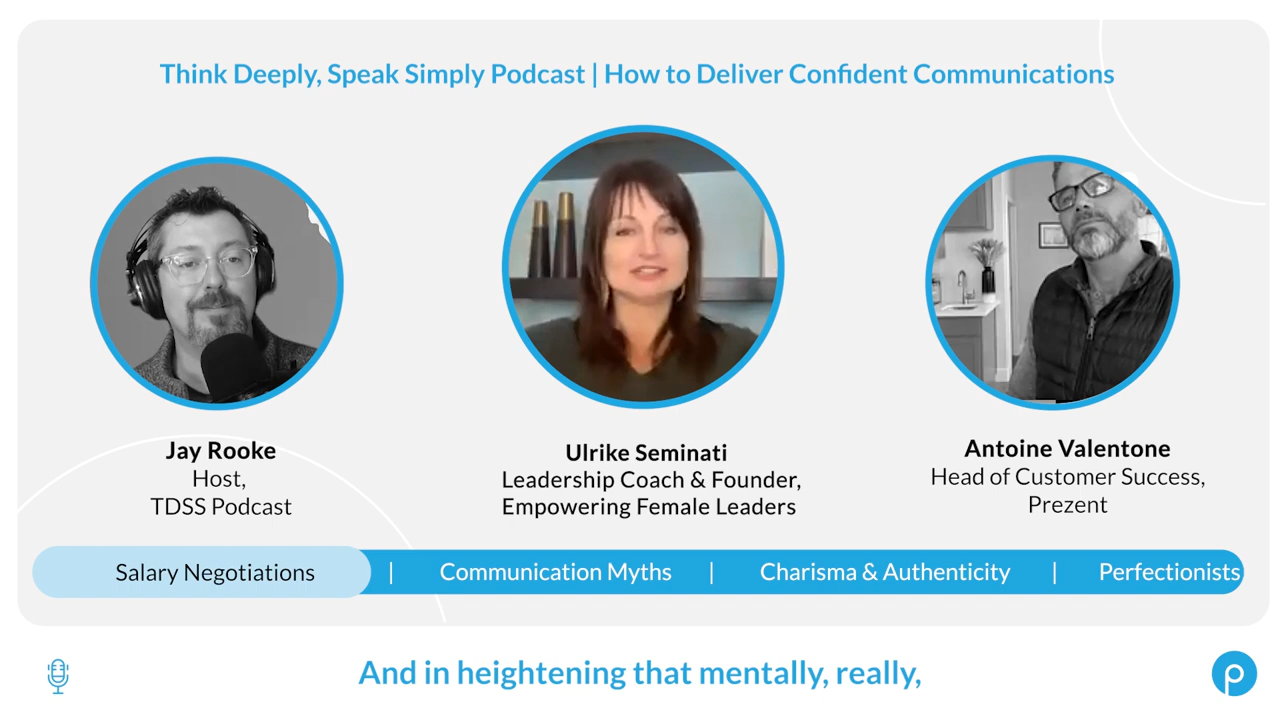 Think Deeply, Speak Simply Podcast | How to Deliver Confident Communications
Jay Rooke
Host,
TDSS Podcast
Ulrike Seminati
Leadership Coach & Founder,
Empowering Female Leaders
Antoine Valentone
Head of Customer Success,
Prezent
Salary Negotiations | Communication Myths | Charisma & Authenticity | Perfectionists
And in heightening that mentally, really,